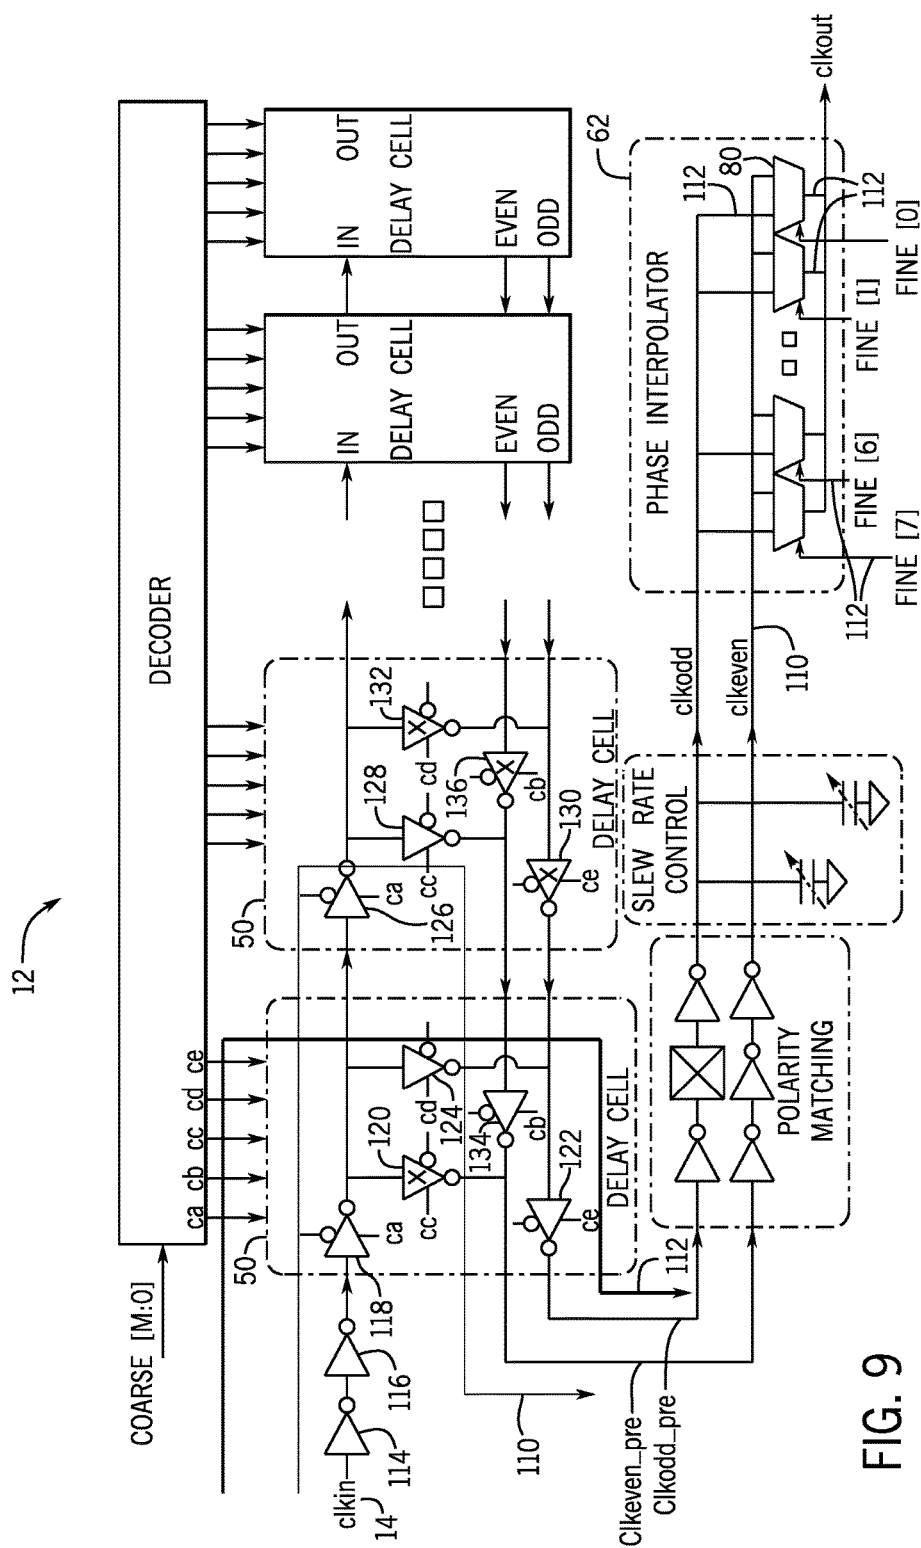 12
COARSE [M:0]
DECODER
ca cb cc cd ce
clkin
14
114
116
50
118
ca
120
cc
cd
124
134
cb
122
ce
DELAY CELL
50
126
ca
128
cc
cd
132
136
cb
130
ce
DELAY CELL
IN OUT
DELAY CELL
EVEN
ODD
IN OUT
DELAY CELL
EVEN
ODD
110
112
Clkeven_pre
Clkodd_pre
POLARITY
MATCHING
SLEW RATE
CONTROL
clkodd
clkeven
110
62
PHASE INTERPOLATOR
112
80
clkout
112
112
FINE [7]
FINE [6]
FINE [1]
FINE [0]
FIG. 9